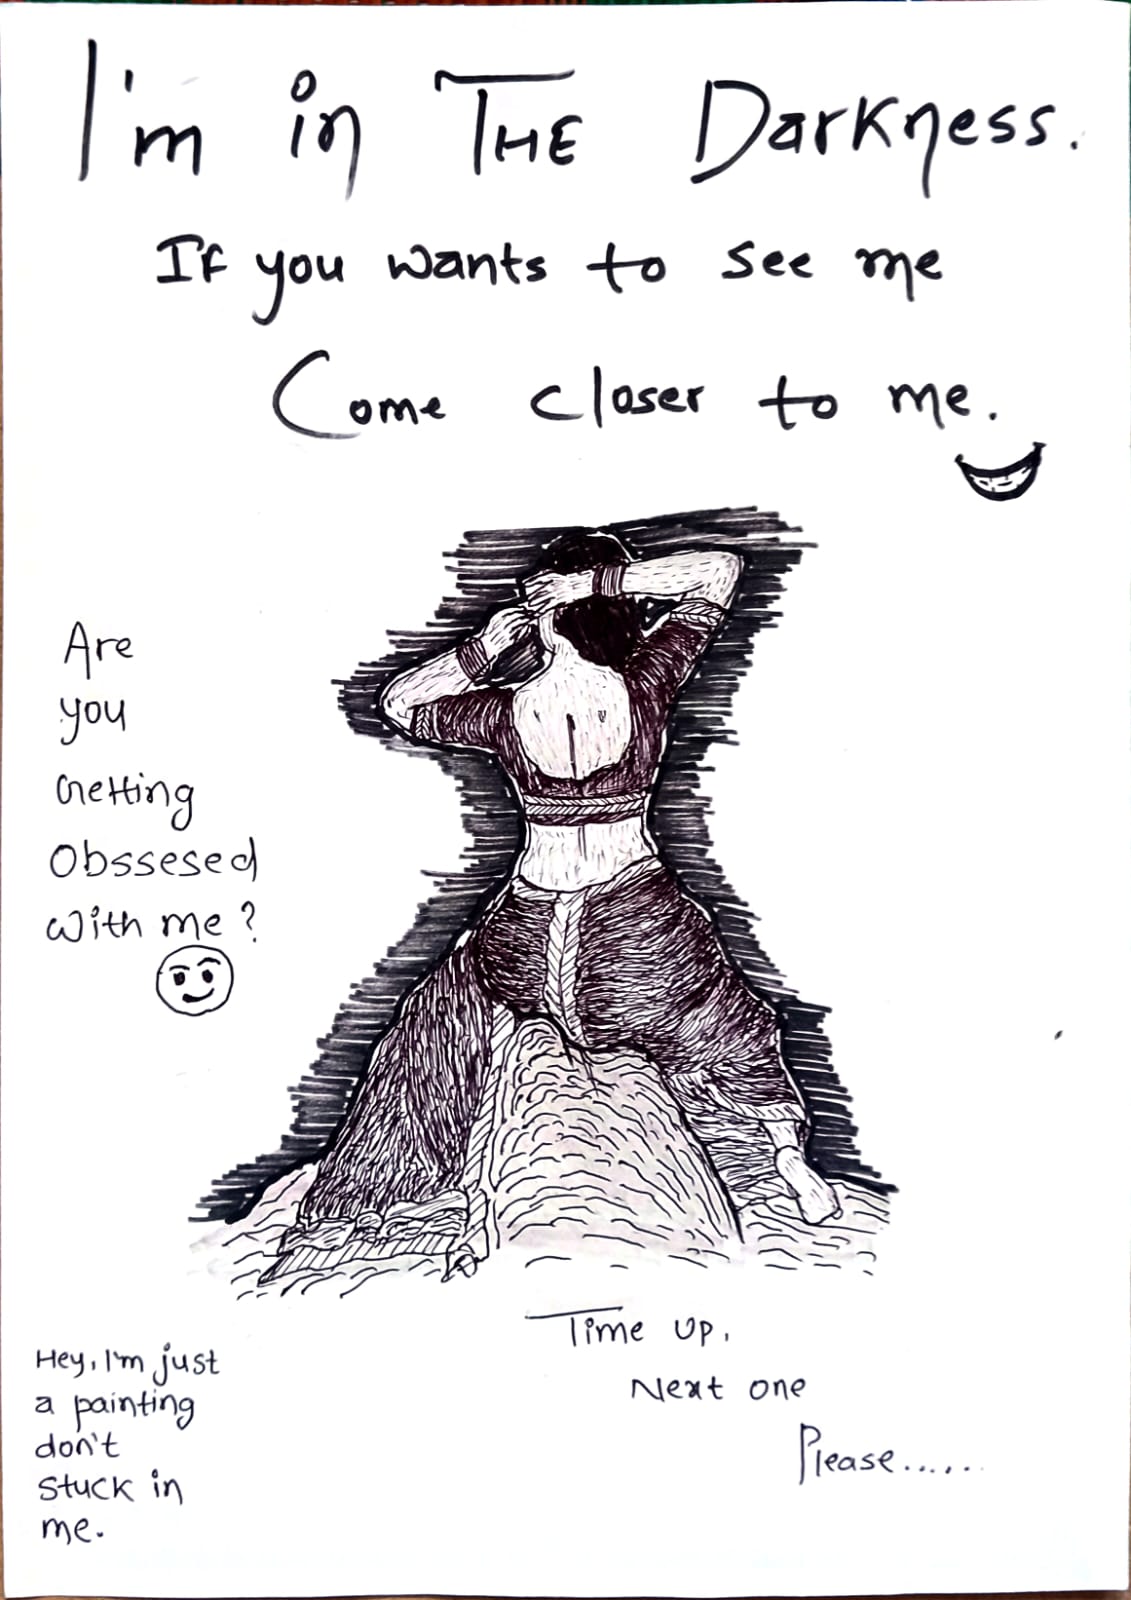 I'm in THE Darkness.
If you wants to see me
Come closer to me.
Are
you
Getting
Obssesed
With me?
Time up.
Next one
Please......
Hey, I'm just
a painting
don't
stuck in
me.